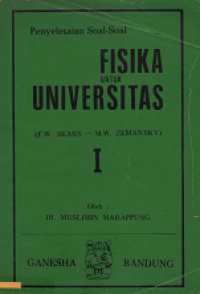 Penyelesaian Soal-Soal
FISIKA
UNTUK
UNIVERSITAS
(F.W. SEARS - M.W. ZEMANSKY)
I
Oleh :
IR. MUSLIMIN MARAPPUNG
GANESHA BANDUNG